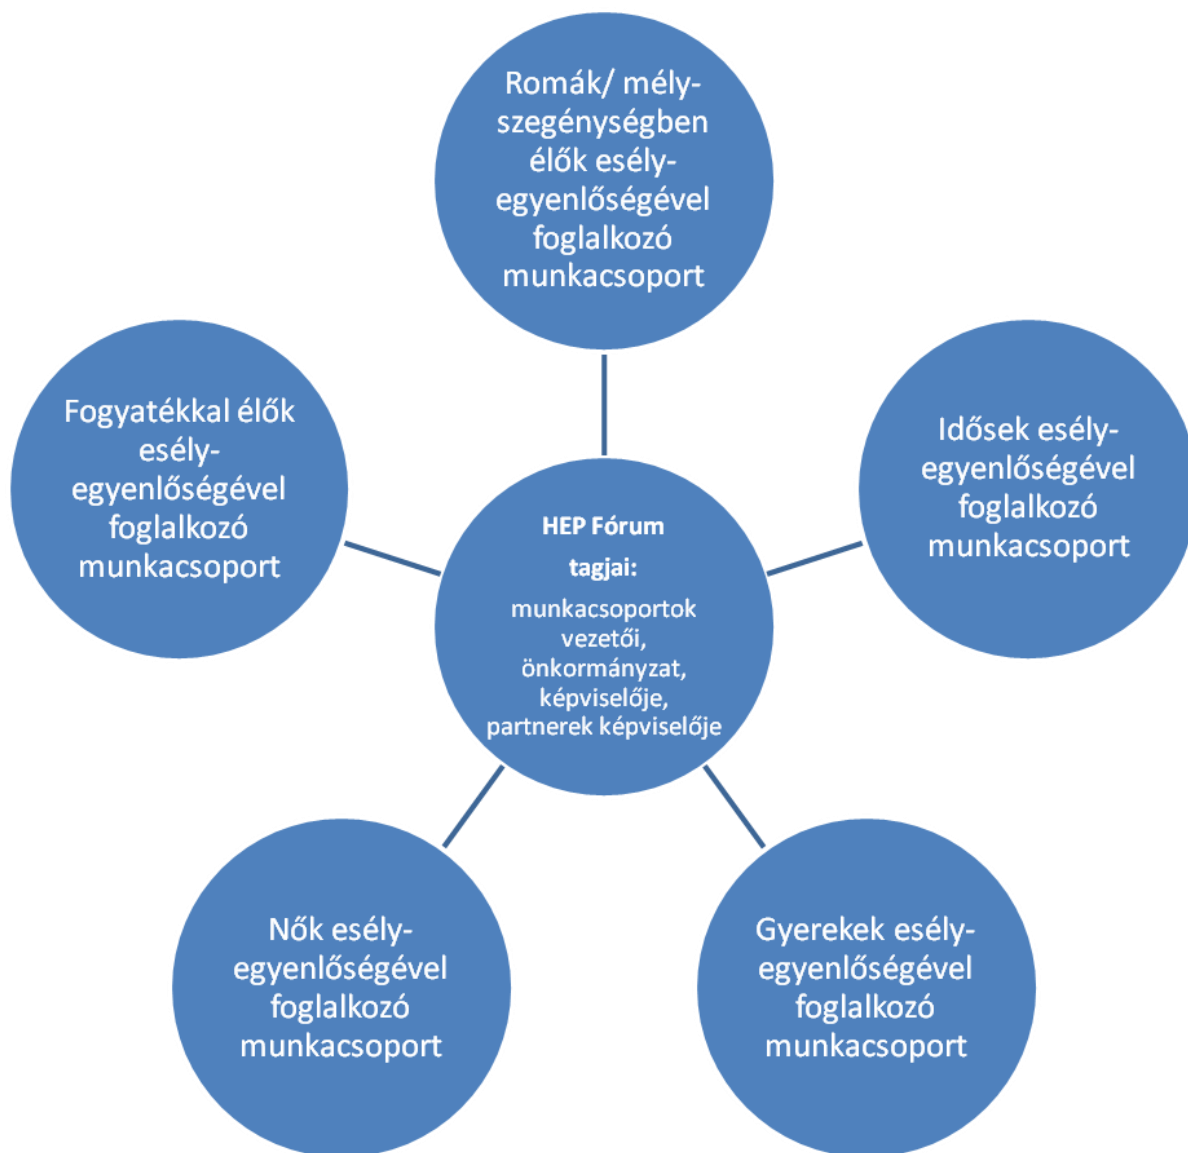 Romák/ mély-
szegénységben
élők esély-
egyenlőségével
foglalkozó
munkacsoport
Fogyatékkal élők
esély-
egyenlőségével
foglalkozó
munkacsoport
Idősek esély-
egyenlőségével
foglalkozó
munkacsoport
HEP Fórum
tagjai:
munkacsoportok
vezetői,
önkormányzat,
képviselője,
partnerek képviselője
Nők esély-
egyenlőségével
foglalkozó
munkacsoport
Gyerekek esély-
egyenlőségével
foglalkozó
munkacsoport